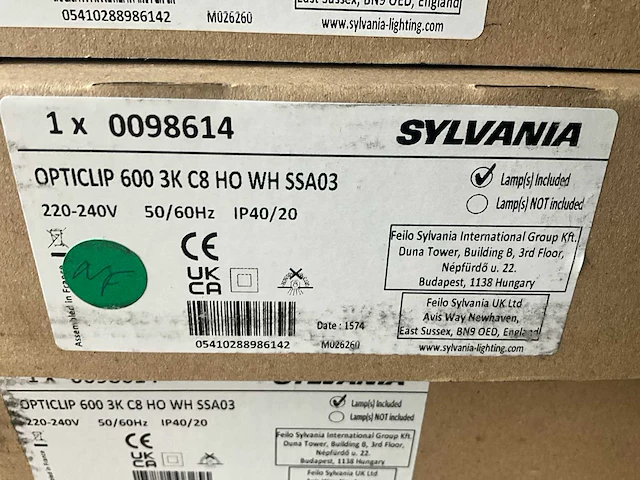 East Sussex, BN9 OED, England
05410288986142 M026260
www.sylvania-lighting.com
1 x 0098614
SYLVANIA
OPTICLIP 600 3K C8 HO WH SSA03
Lamp(s) Included
Lamp(s) NOT included
220-240V 50/60Hz IP40/20
Feilo Sylvania International Group Kft.
Duna Tower, Building B, 3rd Floor,
Népfürdő u. 22.
Budapest, 1138 Hungary
CE
UK
CA
Assembled in France
Feilo Sylvania UK Ltd
Avis Way Newhaven,
East Sussex, BN9 OED, England
Date : 1574
05410288986142 M026260
www.sylvania-lighting.com
1 x 0098614
SYLVANIA
OPTICLIP 600 3K C8 HO WH SSA03
Lamp(s) Included
Lamp(s) NOT included
220-240V 50/60Hz IP40/20
Feilo Sylvania International Group Kft.
Duna Tower, Building B, 3rd Floor,
Népfürdő u. 22.
Budapest, 1138 Hungary
CE
UK
CA
Feilo Sylvania UK Ltd